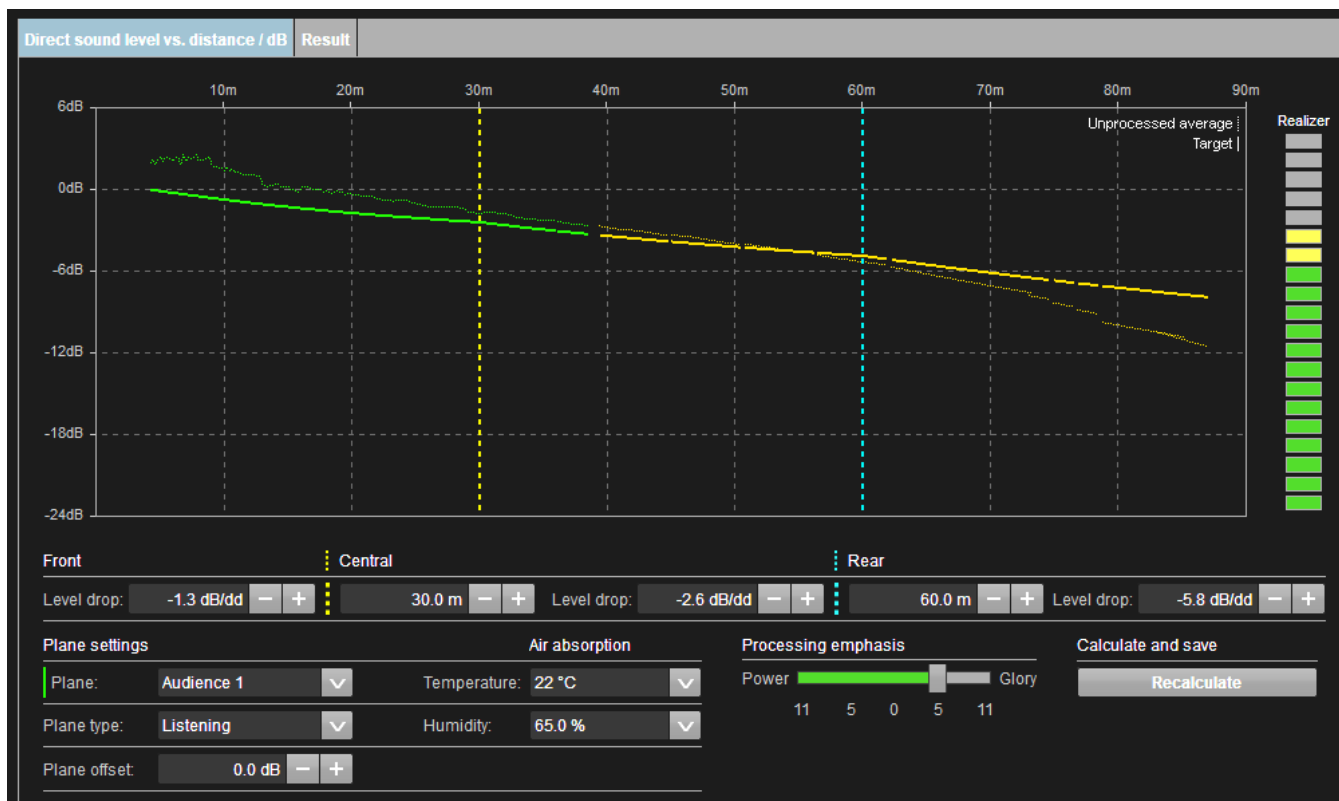 Direct sound level vs. distance / dB Result
10m 20m 30m 40m 50m 60m 70m 80m 90m
6dB
Unprocessed average
Target
Realizer
0dB
-6dB
-12dB
-18dB
-24dB
Front Central Rear
Level drop: -1.3 dB/dd − + 30.0 m − + Level drop: -2.6 dB/dd − + 60.0 m − + Level drop: -5.8 dB/dd − +
Plane settings Air absorption Processing emphasis Calculate and save
Plane: Audience 1 Temperature: 22 °C Power Glory Recalculate
11 5 0 5 11
Plane type: Listening Humidity: 65.0 %
Plane offset: 0.0 dB − +